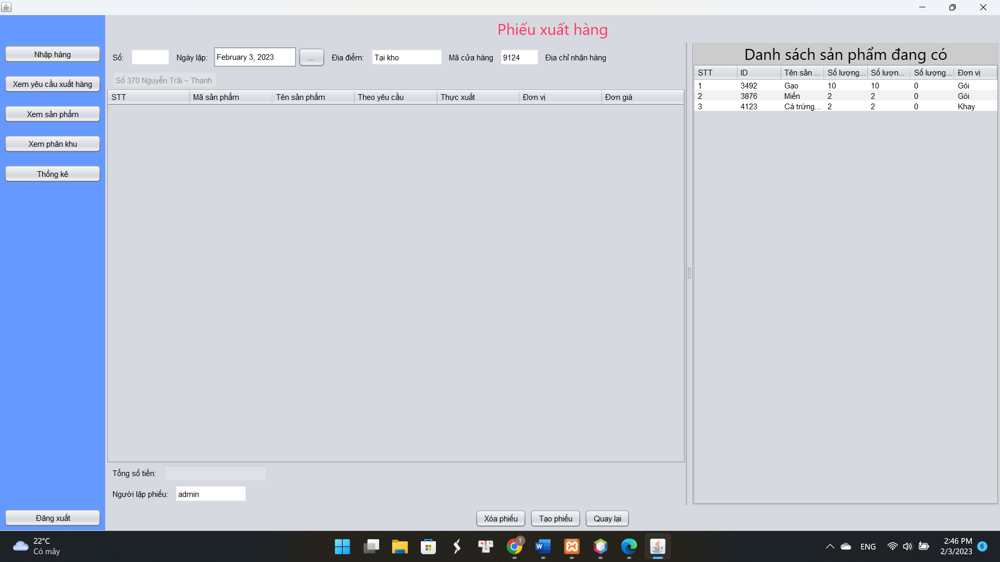 Phiếu xuất hàng
Nhập hàng
Xem yêu cầu xuất hàng
Xem sản phẩm
Xem phân khu
Thống kê
Đăng xuất
Số: Ngày lập: February 3, 2023 ... Địa điểm: Tại kho Mã cửa hàng 9124 Địa chỉ nhận hàng
Số 370 Nguyễn Trãi – Thanh
STT Mã sản phẩm Tên sản phẩm Theo yêu cầu Thực xuất Đơn vị Đơn giá
Tổng số tiền:
Người lập phiếu: admin
Xóa phiếu Tạo phiếu Quay lại
Danh sách sản phẩm đang có
STT ID Tên sản ... Số lượng... Số lượn... Số lượng... Đơn vị
1 3492 Gạo 10 10 0 Gói
2 3876 Miến 2 2 0 Gói
3 4123 Cá trứng... 2 2 0 Khay
22°C
Có mây
ENG
2:46 PM
2/3/2023
6